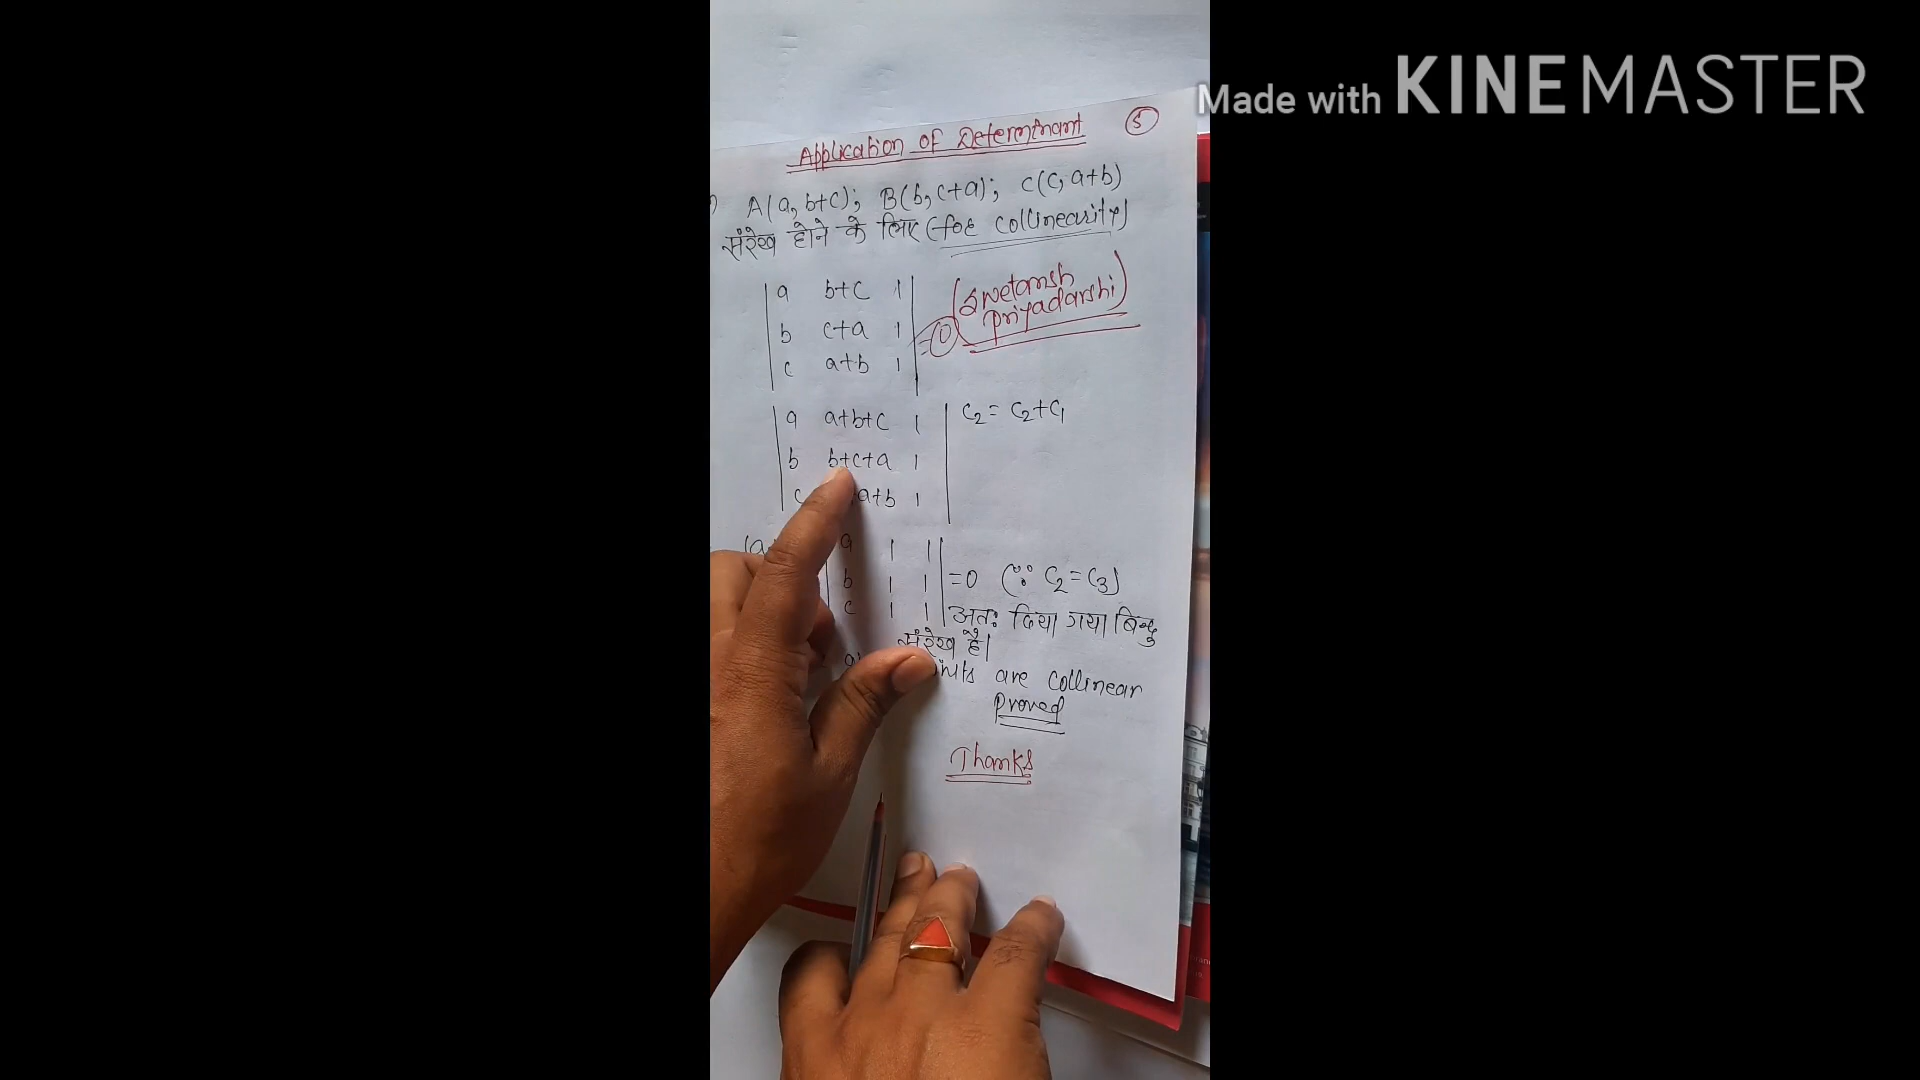 Made with KINEMASTER
Application of Determinant 5
A(a, b+c); B(b, c+a); C(c, a+b)
संरेख होने के लिए (for collinearity)
a b+c 1
b c+a 1 =0
c a+b 1
(Swetansh Priyadarshi)
a a+b+c 1 C₂= C₂+C₁
b b+c+a 1
c a+b 1
(a a 1 1
b 1 1 =0 (∵ C₂=C₃)
c 1 1 अतः दिया गया बिन्दु
संरेख है।
are collinear
proved
Thanks